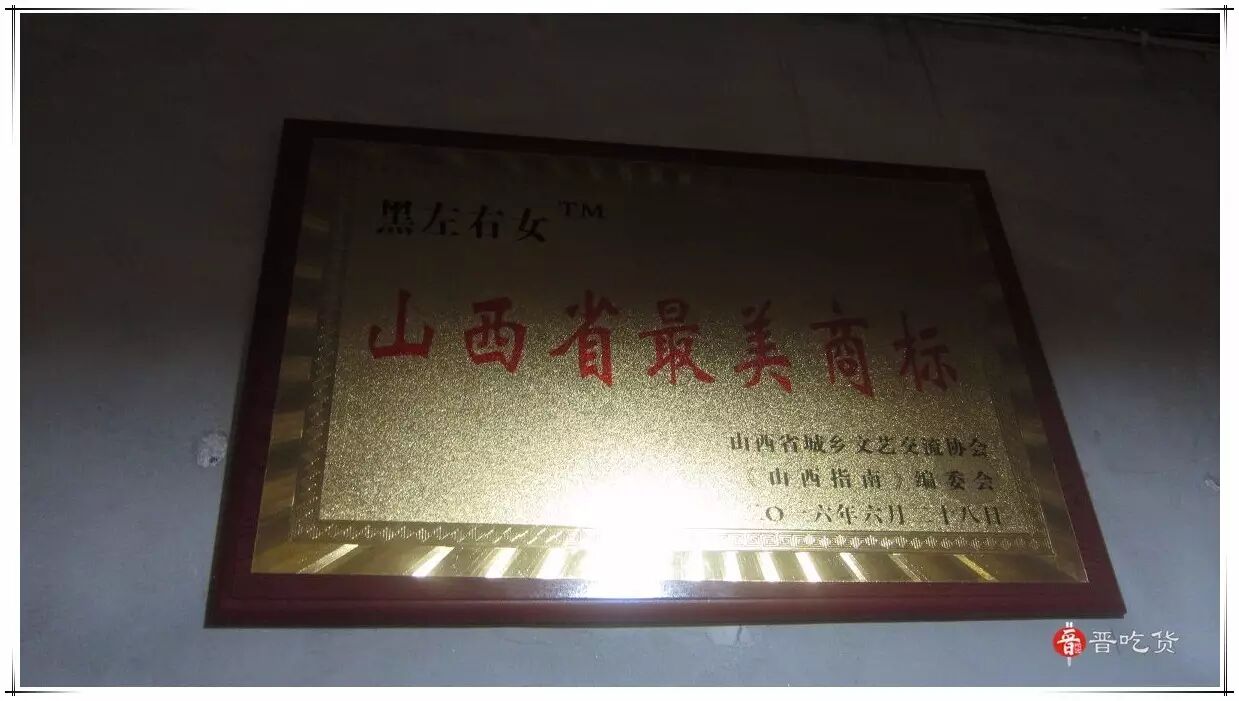 黑左右女™
山西省最美商标
山西省城乡文艺交流协会
《山西指南》编委会
二〇一六年六月二十八日
晋 晋吃货